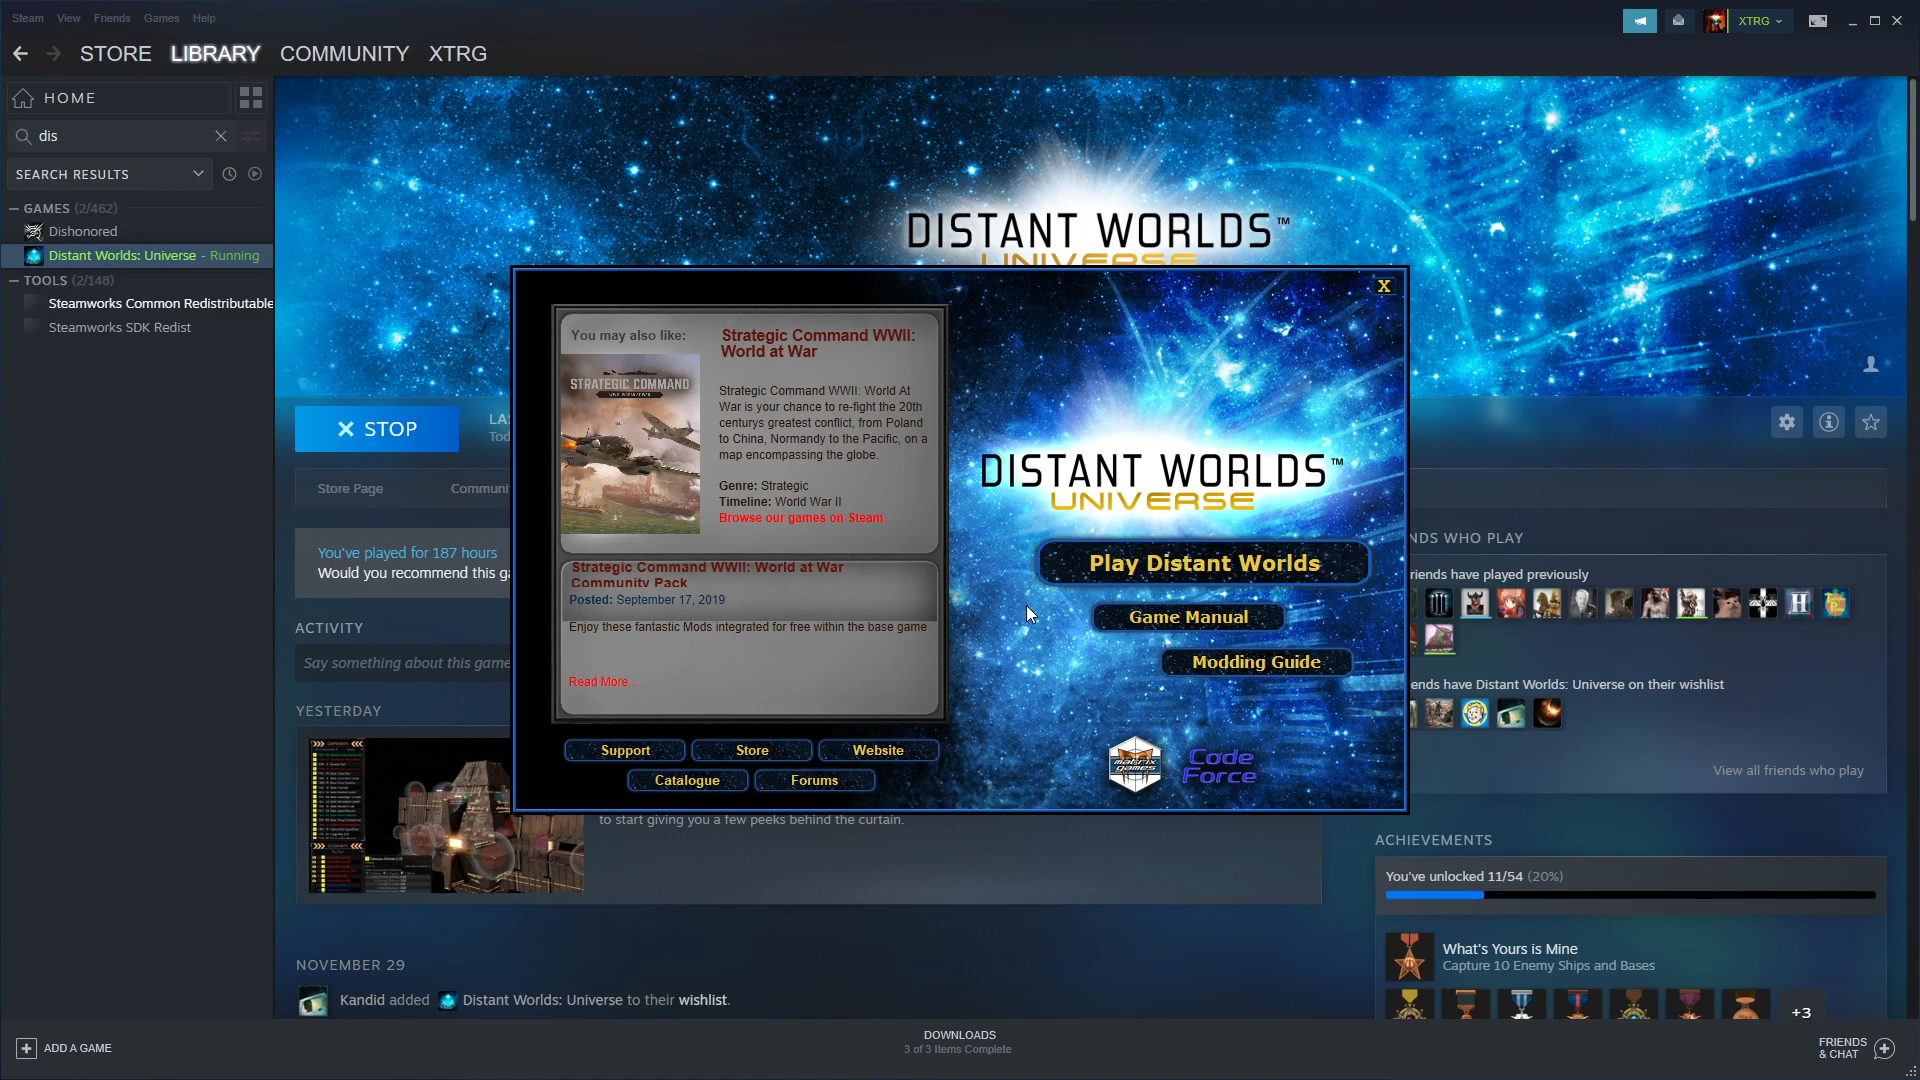 Steam View Friends Games Help
XTRG
STORE LIBRARY COMMUNITY XTRG
HOME
dis
SEARCH RESULTS
GAMES (2/462)
Dishonored
Distant Worlds: Universe - Running
TOOLS (2/148)
Steamworks Common Redistributable
Steamworks SDK Redist
DISTANT WORLDS™
UNIVERSE
STOP
LA
Tod
Store Page
Communi
You've played for 187 hours
Would you recommend this ga
ACTIVITY
Say something about this game
YESTERDAY
to start giving you a few peeks behind the curtain.
NOVEMBER 29
Kandid added Distant Worlds: Universe to their wishlist.
X
You may also like:
Strategic Command WWII:
World at War
STRATEGIC COMMAND
Strategic Command WWII: World At
War is your chance to re-fight the 20th
centurys greatest conflict, from Poland
to China, Normandy to the Pacific, on a
map encompassing the globe.
Genre: Strategic
Timeline: World War II
Browse our games on Steam
Strategic Command WWII: World at War
Community Pack
Posted: September 17, 2019
Enjoy these fantastic Mods integrated for free within the base game
Read More...
Support
Store
Website
Catalogue
Forums
DISTANT WORLDS™
UNIVERSE
Play Distant Worlds
Game Manual
Modding Guide
matrix
games
Code
Force
NDS WHO PLAY
riends have played previously
ends have Distant Worlds: Universe on their wishlist
View all friends who play
ACHIEVEMENTS
You've unlocked 11/54 (20%)
What's Yours is Mine
Capture 10 Enemy Ships and Bases
+3
ADD A GAME
DOWNLOADS
3 of 3 Items Complete
FRIENDS
& CHAT